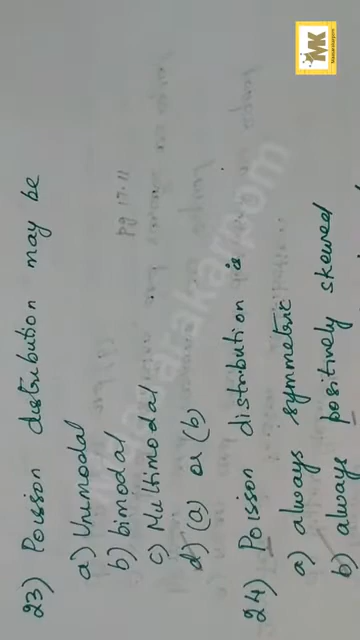 23) Poisson distribution may be
a) Unimodal
b) bimodal Pg 17.11
c) Multimodal
d) (a) or (b)
24) Poisson distribution is
a) always symmetric
b) always positively skewed
MK